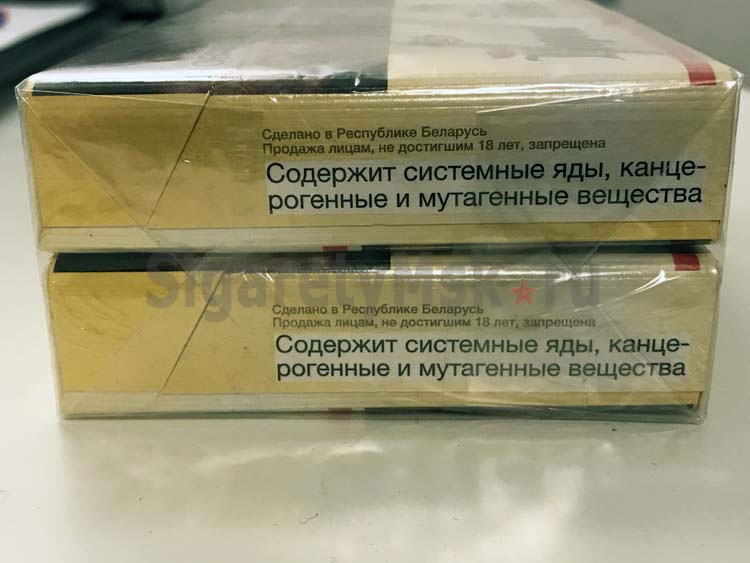 Сделано в Республике Беларусь
Продажа лицам, не достигшим 18 лет, запрещена
Содержит системные яды, канце-
рогенные и мутагенные вещества
SigaretyMsk.ru
Сделано в Республике Беларусь
Продажа лицам, не достигшим 18 лет, запрещена
Содержит системные яды, канце-
рогенные и мутагенные вещества